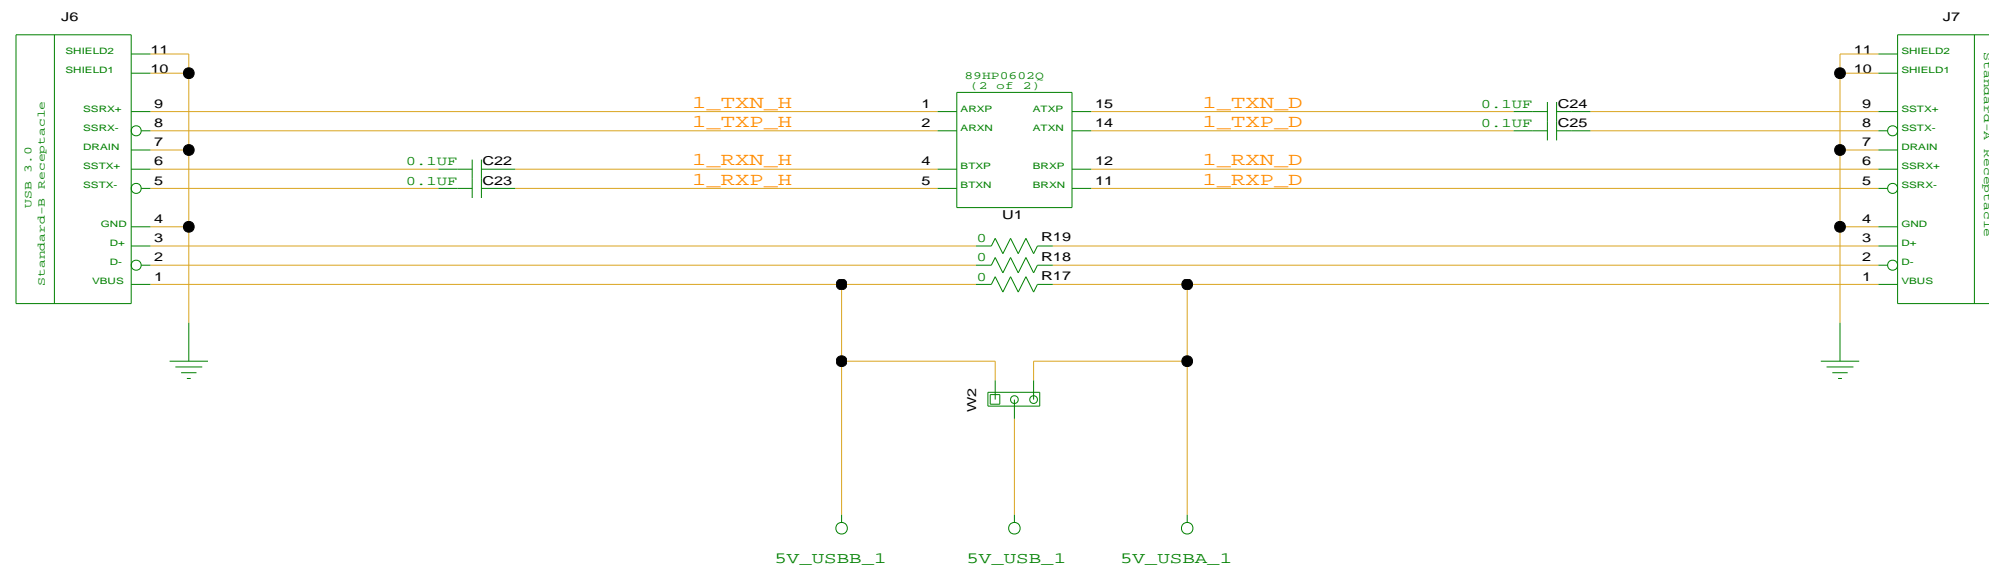 J6
J7
SHIELD2 11
SHIELD1 10
SSRX+ 9
SSRX- 8
DRAIN 7
SSTX+ 6
SSTX- 5
GND 4
D+ 3
D- 2
VBUS 1
USB 3.0
Standard-B Receptacle
0.1UF C22
0.1UF C23
1_TXN_H
1_TXP_H
1_RXN_H
1_RXP_H
89HP0602Q
(2 of 2)
1 ARXP ATXP 15
2 ARXN ATXN 14
4 BTXP BRXP 12
5 BTXN BRXN 11
U1
1_TXN_D
1_TXP_D
1_RXN_D
1_RXP_D
0.1UF C24
0.1UF C25
0 R19
0 R18
0 R17
11 SHIELD2
10 SHIELD1
9 SSTX+
8 SSTX-
7 DRAIN
6 SSRX+
5 SSRX-
4 GND
3 D+
2 D-
1 VBUS
Standard-A Receptacle
W2
5V_USBB_1
5V_USB_1
5V_USBA_1